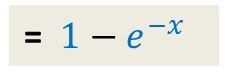 = 1 − e⁻ˣ